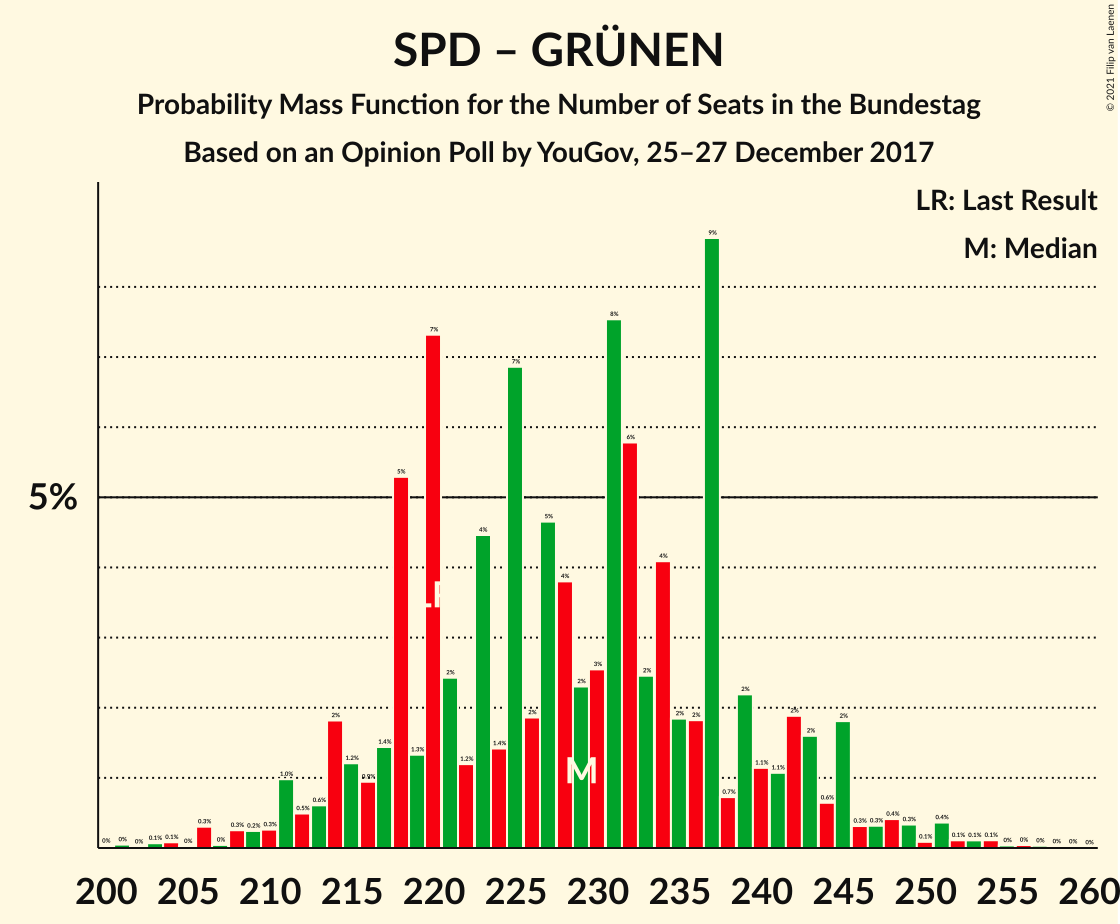 SPD – GRÜNEN
Probability Mass Function for the Number of Seats in the Bundestag
Based on an Opinion Poll by YouGov, 25–27 December 2017
© 2021 Filip van Laenen
LR: Last Result
M: Median
5%
0% 0% 0% 0.1% 0.1% 0% 0.3% 0% 0.3% 0.2% 0.3% 1.0% 0.5% 0.6% 2% 1.2% 0.9% 1.4% 5% 1.3% 7% 2% 1.2% 4% 1.4% 7% 2% 5% 4% 2% 3% 8% 6% 2% 4% 2% 2% 9% 0.7% 2% 1.1% 1.1% 2% 2% 0.6% 2% 0.3% 0.3% 0.4% 0.3% 0.1% 0.4% 0.1% 0.1% 0.1% 0% 0% 0% 0% 0% 0%
LR
M
200 205 210 215 220 225 230 235 240 245 250 255 260